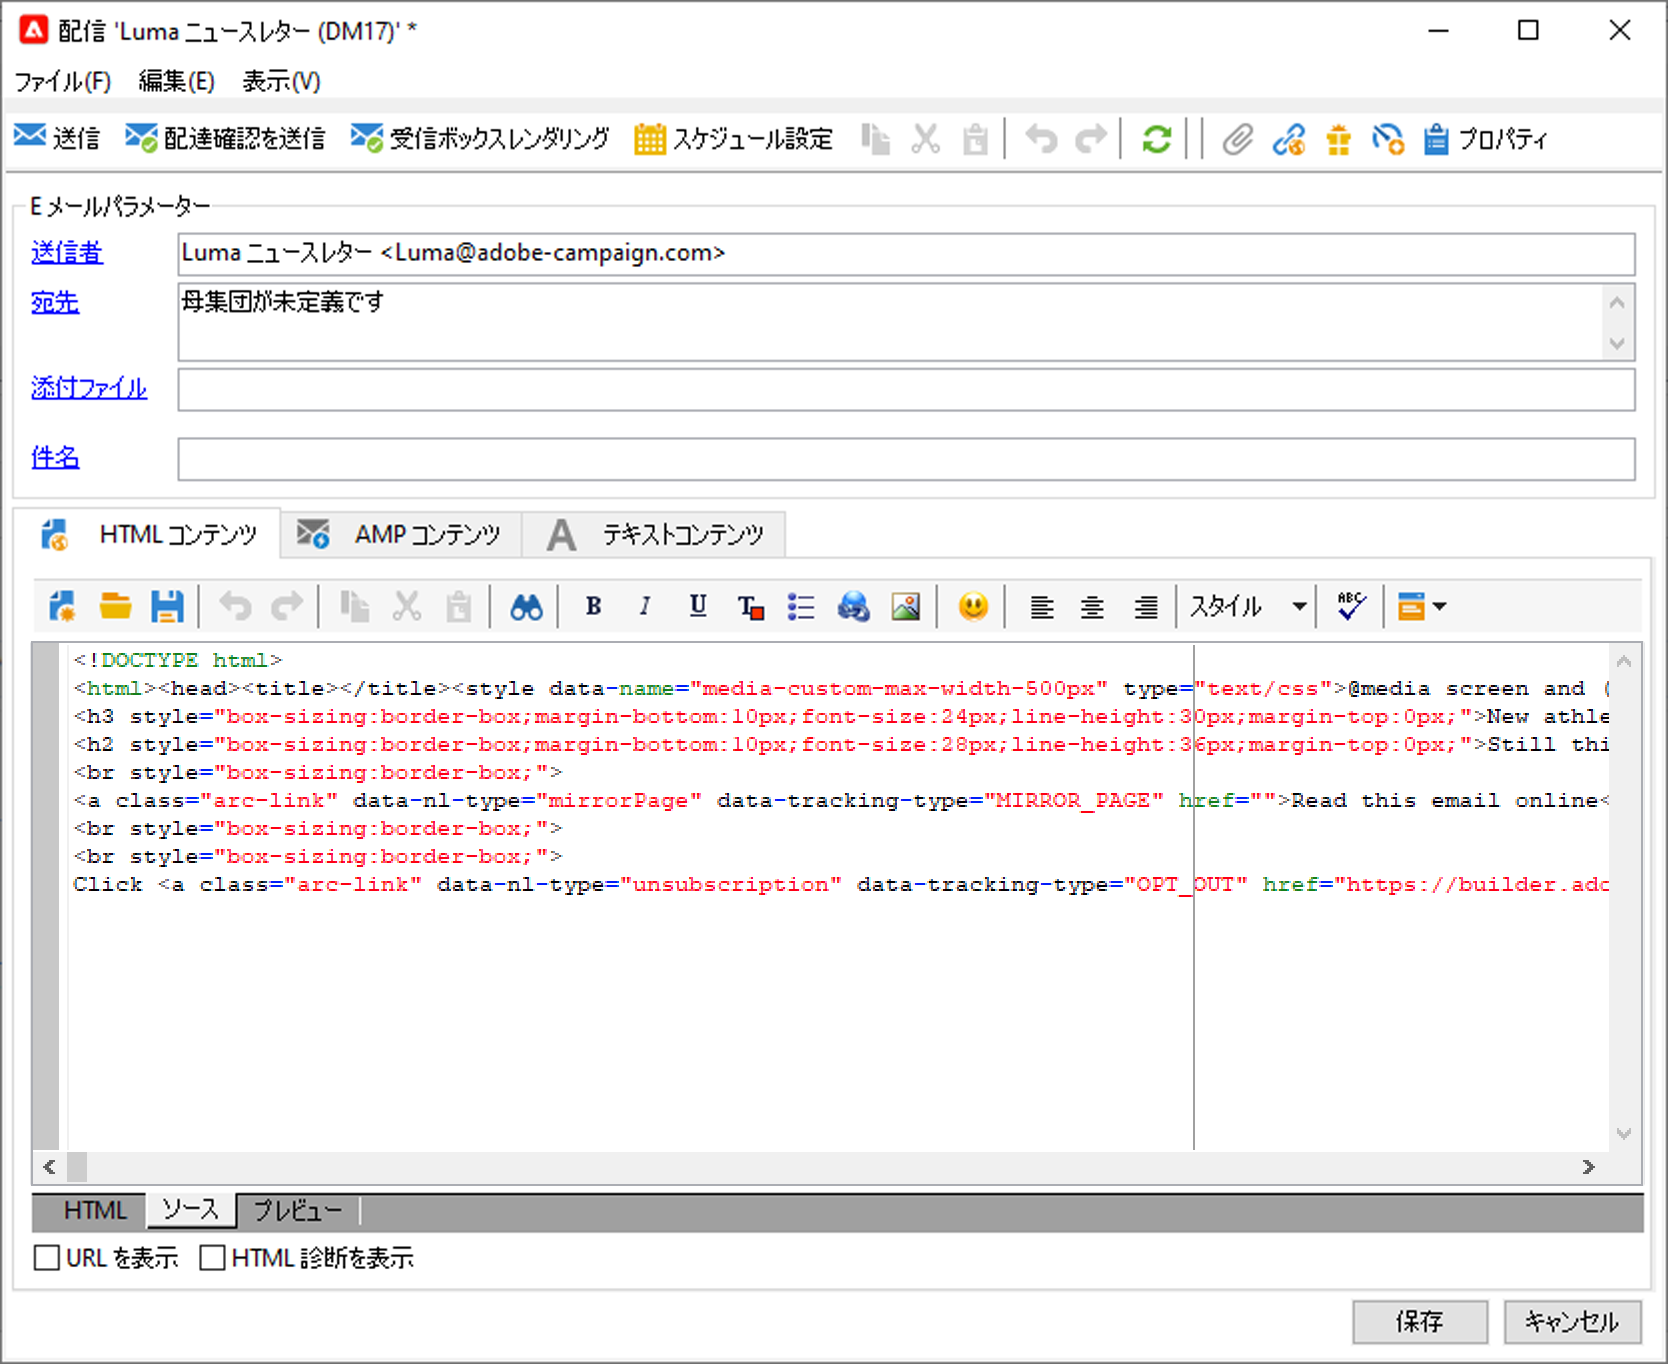 配信 'Luma ニュースレター (DM17)' *
ファイル(F) 編集(E) 表示(V)
送信 配達確認を送信 受信ボックスレンダリング スケジュール設定 プロパティ
E メールパラメーター
送信者 Luma ニュースレター <Luma@adobe-campaign.com>
宛先 母集団が未定義です
添付ファイル
件名
HTML コンテンツ AMP コンテンツ A テキストコンテンツ
B I U T スタイル ABC
<!DOCTYPE html>
<html><head><title></title><style data-name="media-custom-max-width-500px" type="text/css">@media screen and (
<h3 style="box-sizing:border-box;margin-bottom:10px;font-size:24px;line-height:30px;margin-top:0px;">New athle
<h2 style="box-sizing:border-box;margin-bottom:10px;font-size:28px;line-height:36px;margin-top:0px;">Still thi
<br style="box-sizing:border-box;">
<a class="arc-link" data-nl-type="mirrorPage" data-tracking-type="MIRROR_PAGE" href="">Read this email online<
<br style="box-sizing:border-box;">
<br style="box-sizing:border-box;">
Click <a class="arc-link" data-nl-type="unsubscription" data-tracking-type="OPT_OUT" href="https://builder.ado
HTML ソース プレビュー
URL を表示 HTML 診断を表示
保存 キャンセル